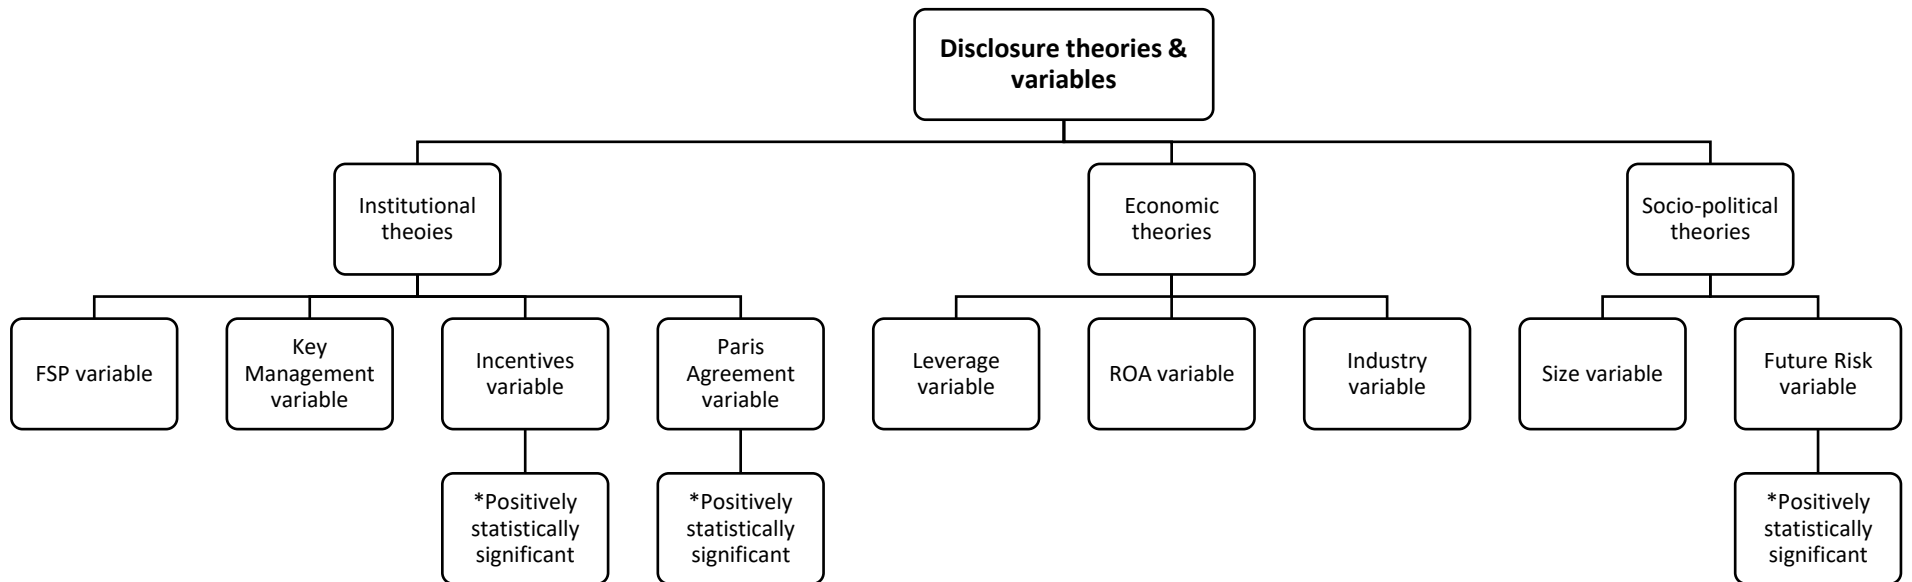 Disclosure theories &
variables
Institutional
theoies
Economic
theories
Socio-political
theories
FSP variable
Key
Management
variable
Incentives
variable
Paris
Agreement
variable
Leverage
variable
ROA variable
Industry
variable
Size variable
Future Risk
variable
*Positively
statistically
significant
*Positively
statistically
significant
*Positively
statistically
significant